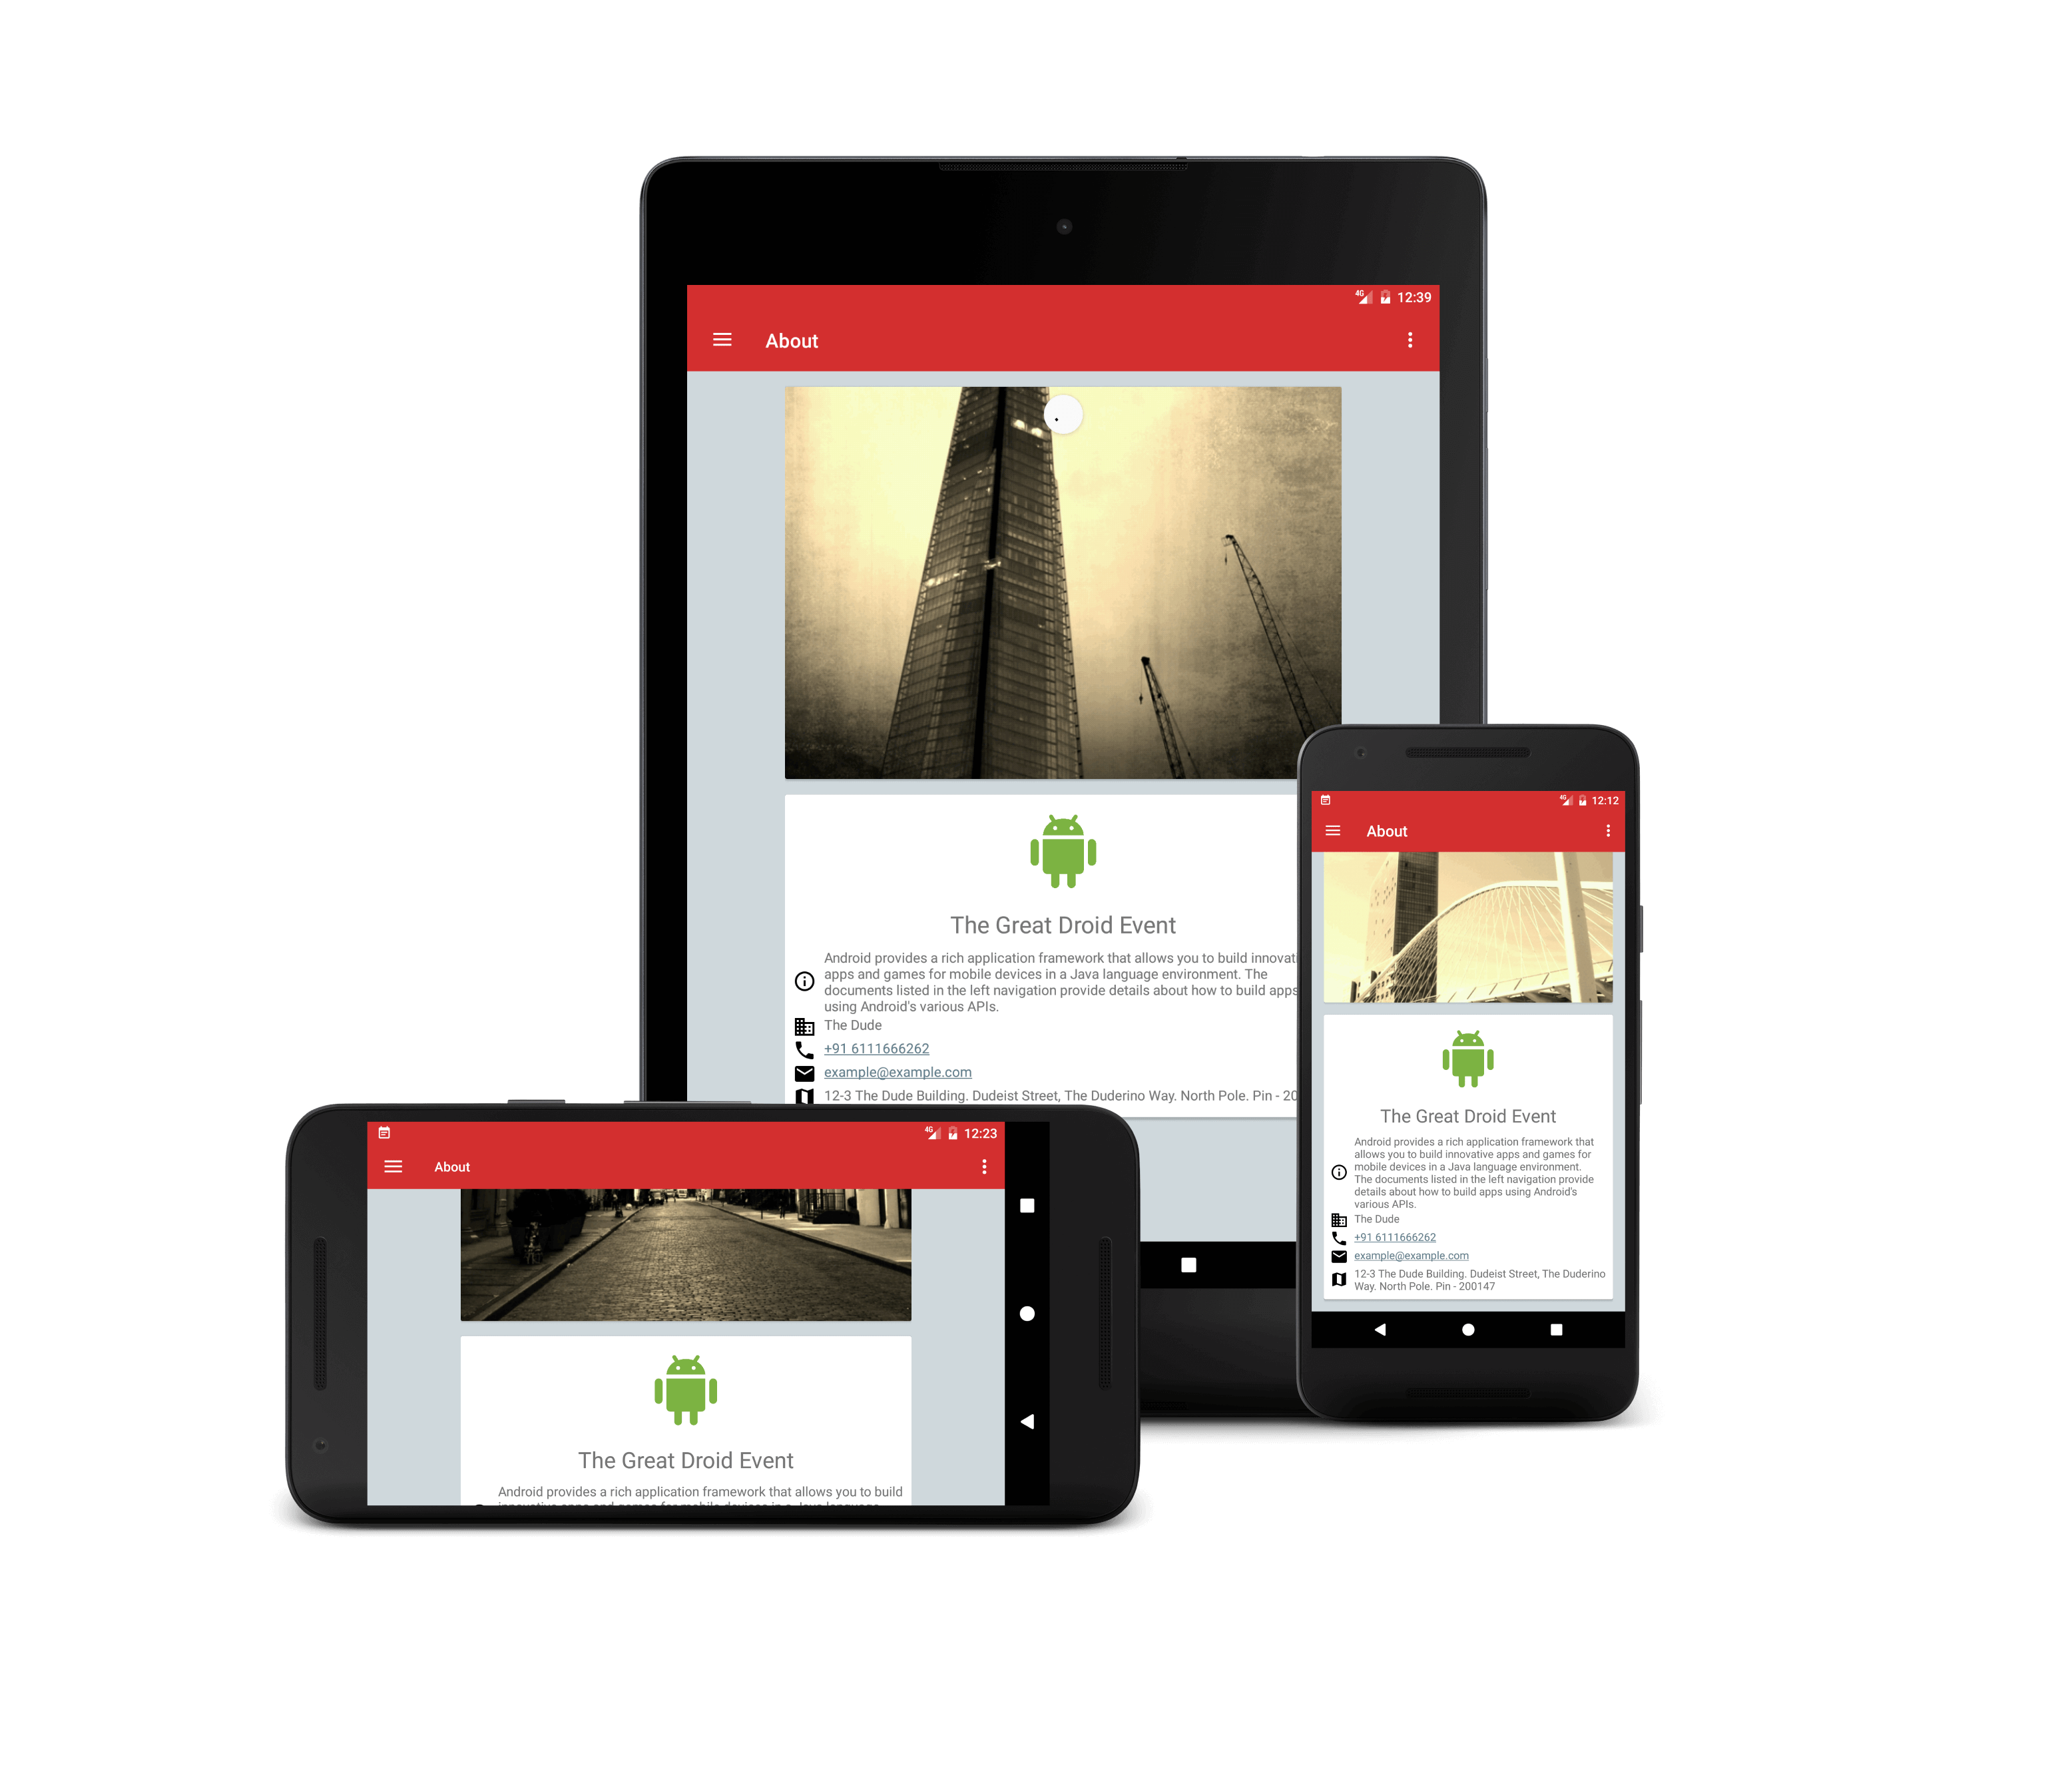 4G 12:39
About
The Great Droid Event
Android provides a rich application framework that allows you to build
apps and games for mobile devices in a Java language environment. The
documents listed in the left navigation provide details about how to build apps
using Android's various APIs.
The Dude
+91 6111666262
example@example.com
12-3 The Dude Building. Dudeist Street, The Duderino Way. North Pole. Pin - 20
4G 12:12
About
The Great Droid Event
Android provides a rich application framework that
allows you to build innovative apps and games for
mobile devices in a Java language environment.
The documents listed in the left navigation provide
details about how to build apps using Android's
various APIs.
The Dude
+91 6111666262
example@example.com
12-3 The Dude Building. Dudeist Street, The Duderino
Way. North Pole. Pin - 200147
4G 12:23
About
The Great Droid Event
Android provides a rich application framework that allows you to build